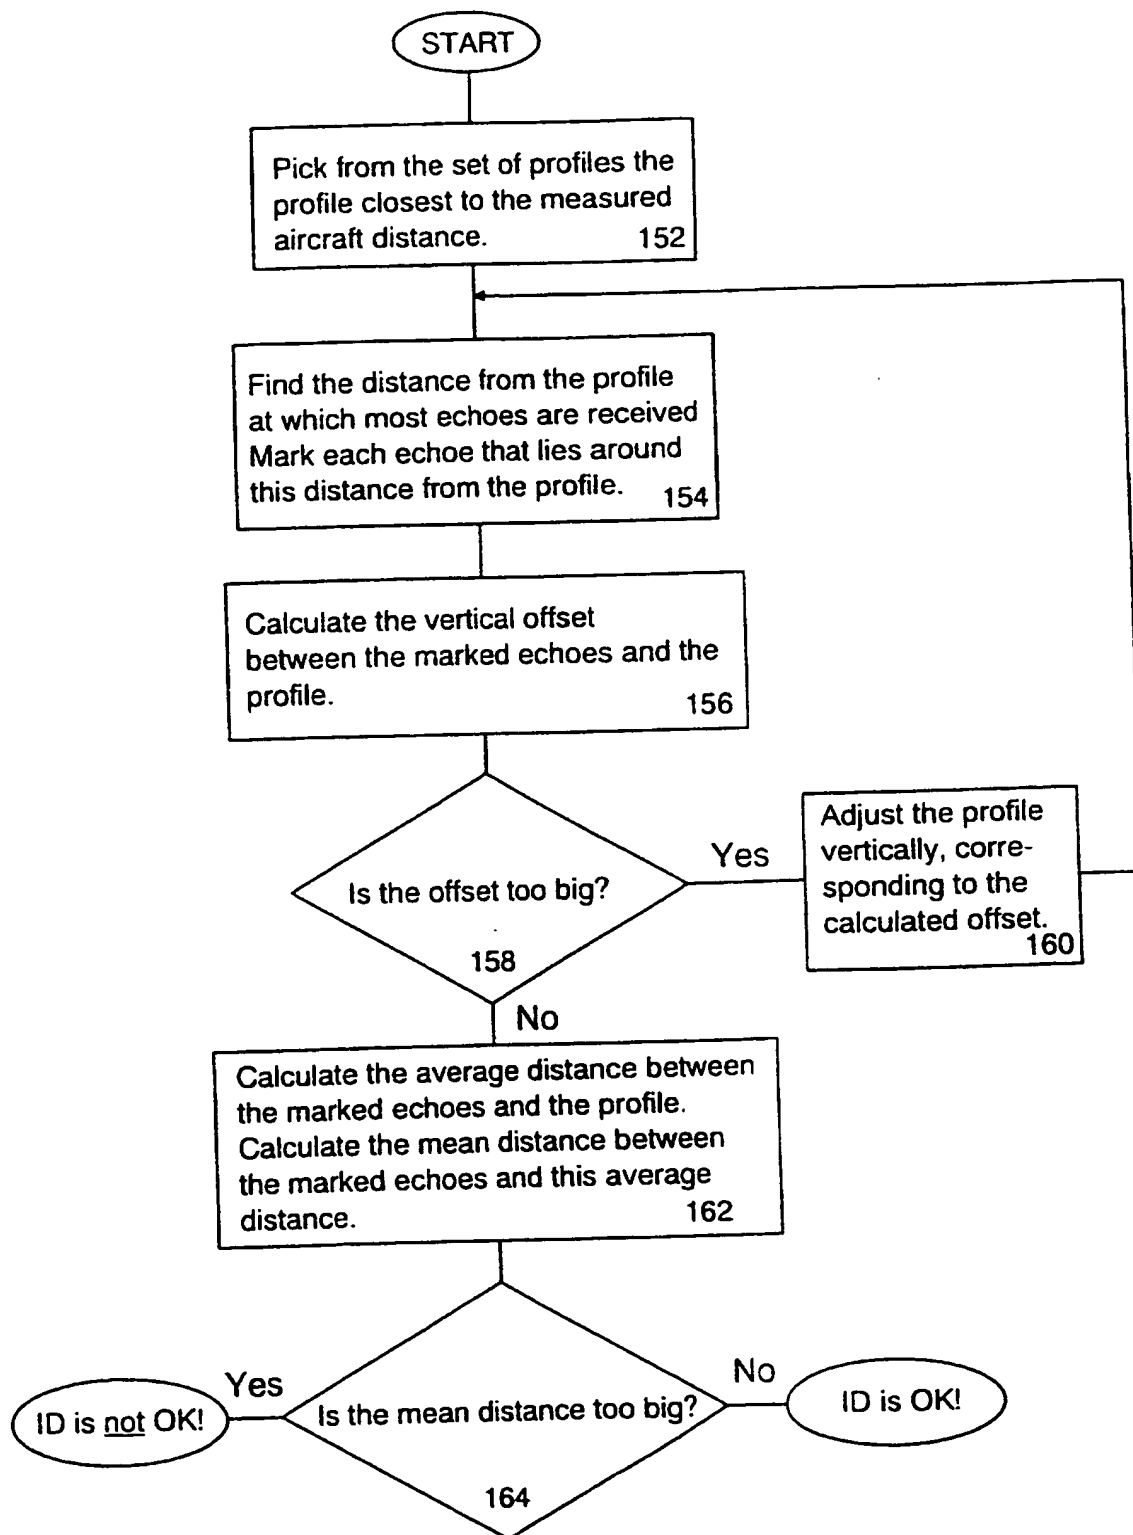 START
Pick from the set of profiles the
profile closest to the measured
aircraft distance.
152
Find the distance from the profile
at which most echoes are received
Mark each echoe that lies around
this distance from the profile.
154
Calculate the vertical offset
between the marked echoes and the
profile.
156
Is the offset too big?
158
Yes
Adjust the profile
vertically, corre-
sponding to the
calculated offset.
160
No
Calculate the average distance between
the marked echoes and the profile.
Calculate the mean distance between
the marked echoes and this average
distance.
162
Is the mean distance too big?
164
Yes
ID is not OK!
No
ID is OK!